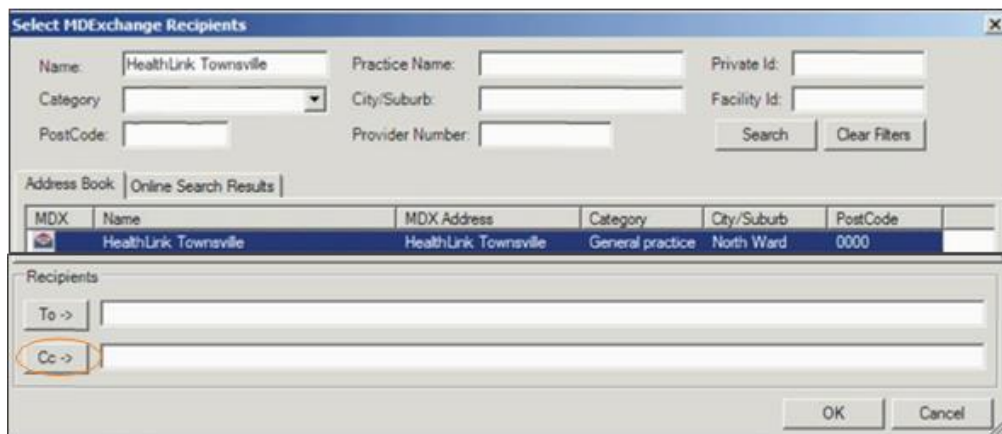 Select MDExchange Recipients
Name: HealthLink Townsville Practice Name: Private Id:
Category City/Suburb: Facility Id:
PostCode: Provider Number: Search Clear Filters
Address Book Online Search Results
MDX Name MDX Address Category City/Suburb PostCode
HealthLink Townsville HealthLink Townsville General practice North Ward 0000
Recipients
To ->
Cc ->
OK Cancel